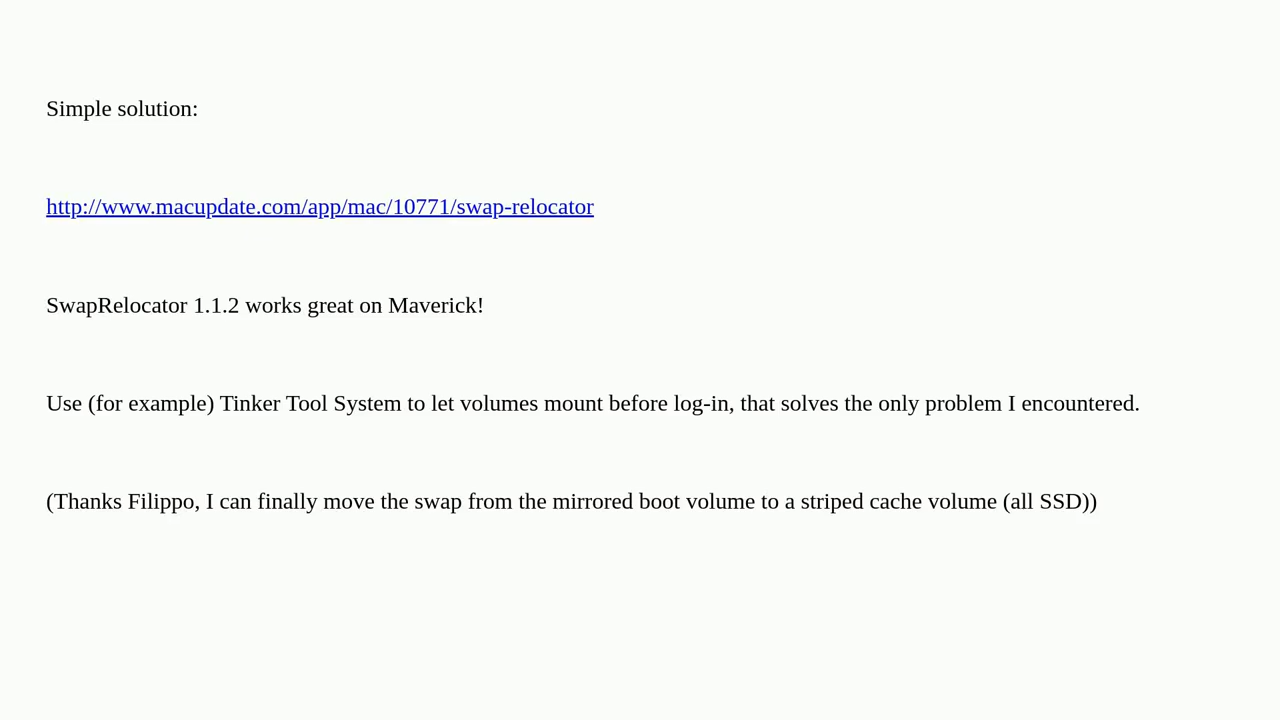 Simple solution:
http://www.macupdate.com/app/mac/10771/swap-relocator
SwapRelocator 1.1.2 works great on Maverick!
Use (for example) Tinker Tool System to let volumes mount before log-in, that solves the only problem I encountered.
(Thanks Filippo, I can finally move the swap from the mirrored boot volume to a striped cache volume (all SSD))